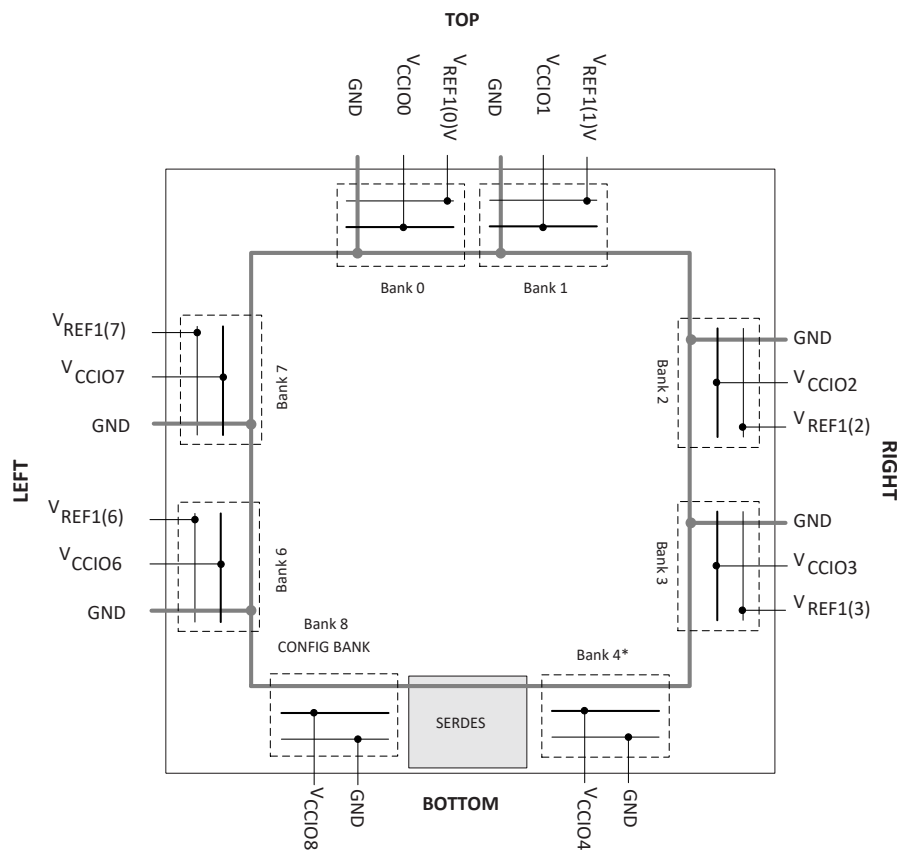 TOP
GND
VCCIO0
VREF1(0)V
GND
VCCIO1
VREF1(1)V
Bank 0
Bank 1
VREF1(7)
VCCIO7
GND
Bank 7
Bank 2
GND
VCCIO2
VREF1(2)
LEFT
RIGHT
VREF1(6)
VCCIO6
GND
Bank 6
Bank 3
GND
VCCIO3
VREF1(3)
Bank 8
CONFIG BANK
Bank 4*
SERDES
VCCIO8
GND
BOTTOM
VCCIO4
GND